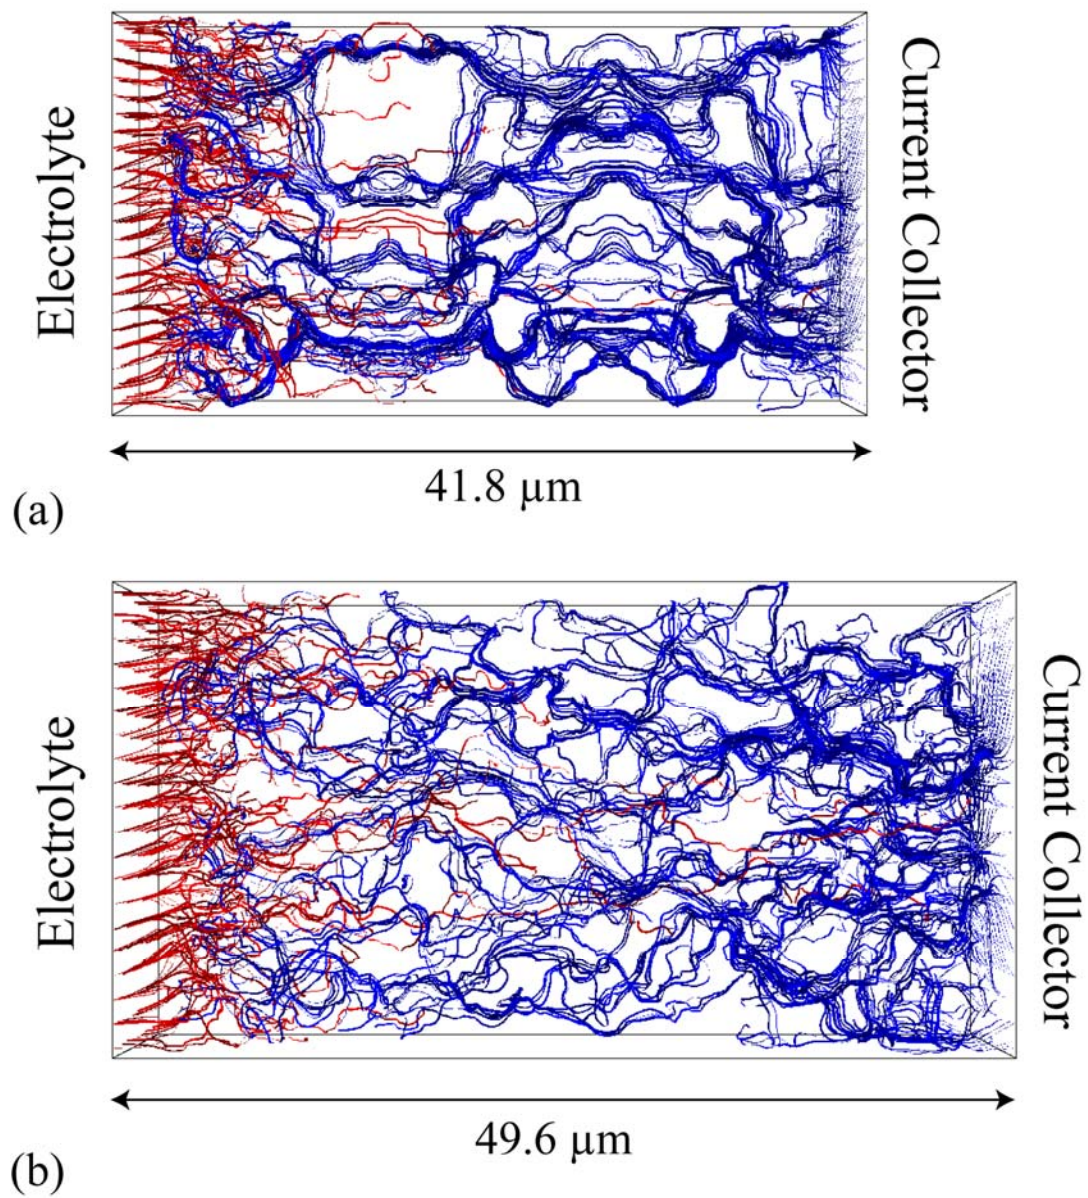 Electrolyte
Current Collector
41.8 µm
(a)
Electrolyte
Current Collector
49.6 µm
(b)